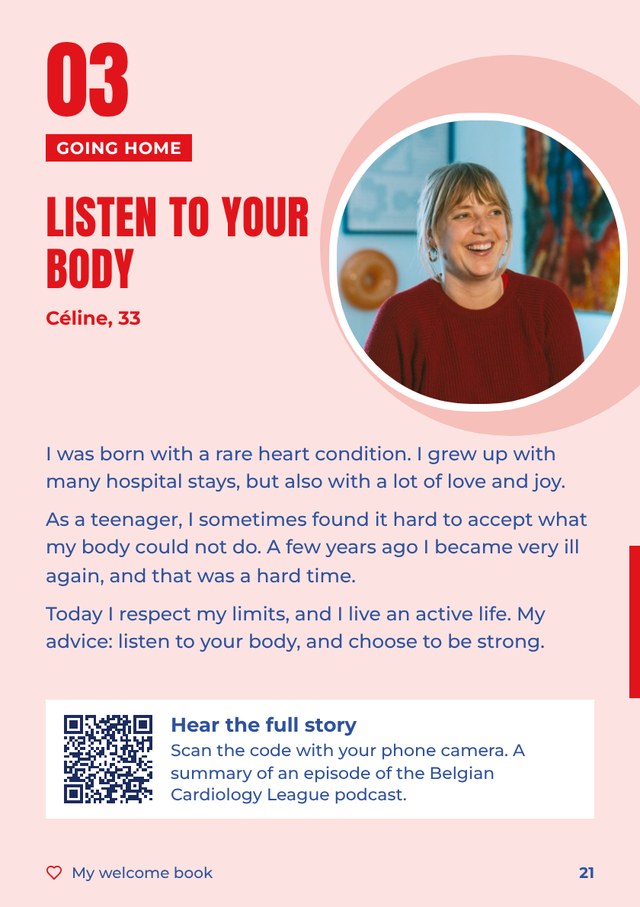 03
GOING HOME
LISTEN TO YOUR
BODY
Céline, 33
I was born with a rare heart condition. I grew up with
many hospital stays, but also with a lot of love and joy.
As a teenager, I sometimes found it hard to accept what
my body could not do. A few years ago I became very ill
again, and that was a hard time.
Today I respect my limits, and I live an active life. My
advice: listen to your body, and choose to be strong.
Hear the full story
Scan the code with your phone camera. A
summary of an episode of the Belgian
Cardiology League podcast.
My welcome book
21